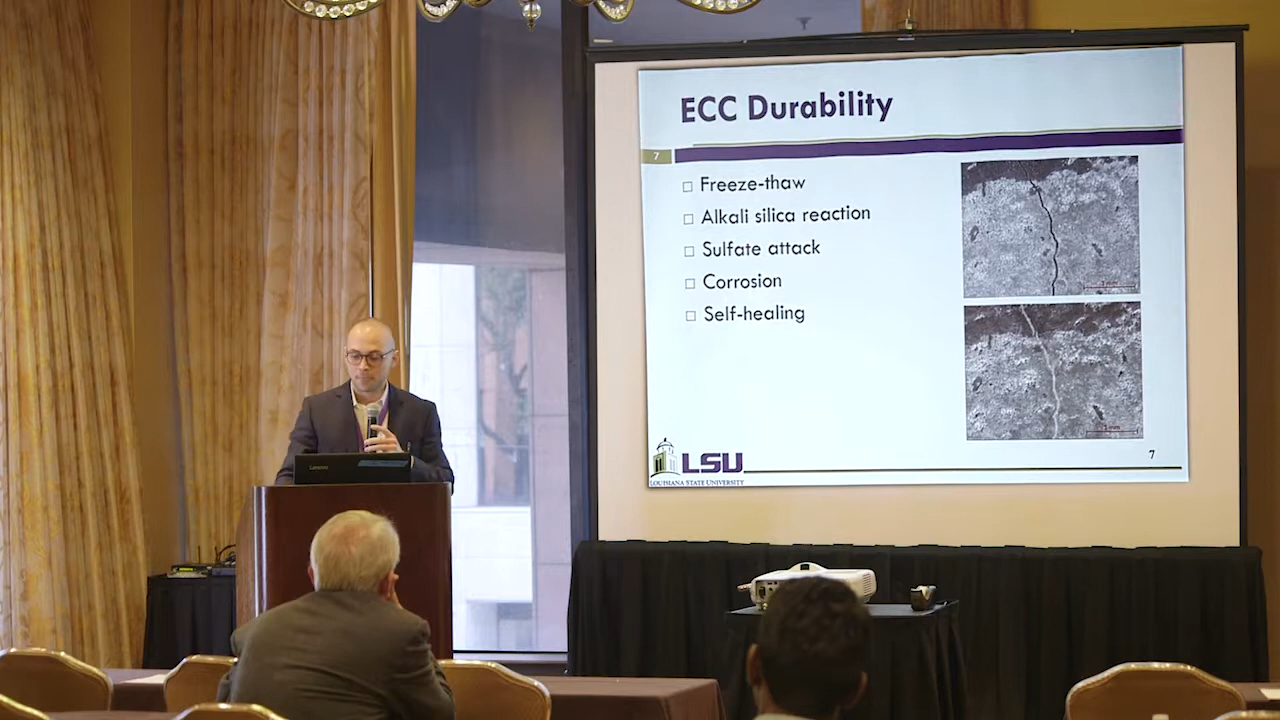 ECC Durability
7
□ Freeze-thaw
□ Alkali silica reaction
□ Sulfate attack
□ Corrosion
□ Self-healing
LSU
LOUISIANA STATE UNIVERSITY
7
Lenovo